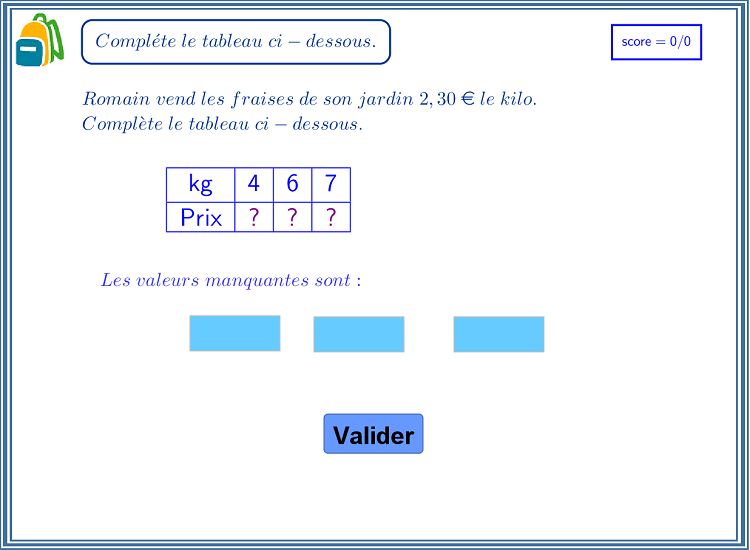 Compléte le tableau ci – dessous.
score = 0/0
Romain vend les fraises de son jardin 2, 30 € le kilo.
Complète le tableau ci – dessous.
kg 4 6 7
Prix ? ? ?
Les valeurs manquantes sont :
Valider